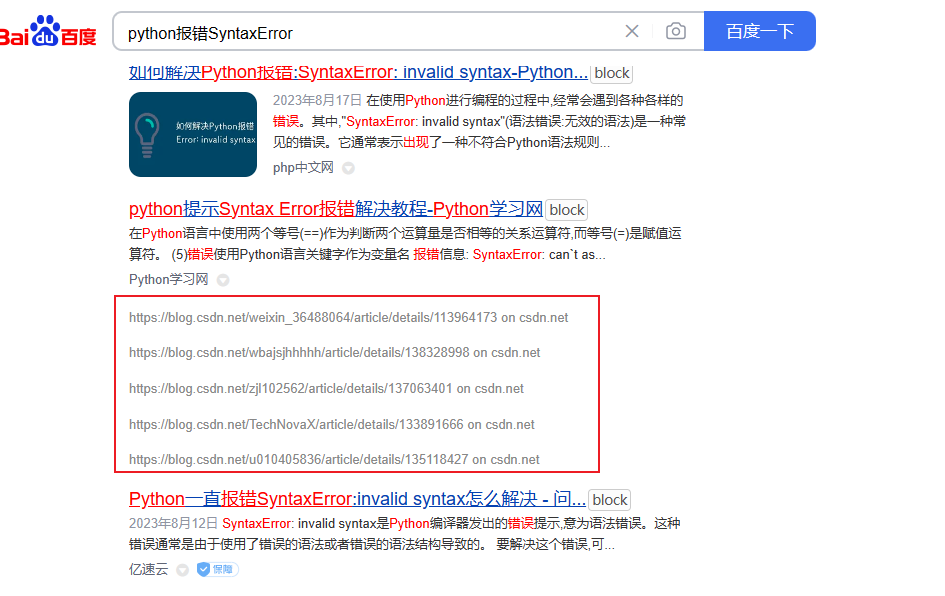 Bai du 百度
python报错SyntaxError
百度一下
如何解决Python报错:SyntaxError: invalid syntax-Python... block
如何解决Python报错
Error: invalid syntax
2023年8月17日 在使用Python进行编程的过程中,经常会遇到各种各样的
错误。其中,"SyntaxError: invalid syntax"(语法错误:无效的语法)是一种常
见的错误。它通常表示出现了一种不符合Python语法规则...
php中文网
python提示Syntax Error报错解决教程-Python学习网 block
在Python语言中使用两个等号(==)作为判断两个运算量是否相等的关系运算符,而等号(=)是赋值运
算符。 (5)错误使用Python语言关键字作为变量名 报错信息: SyntaxError: can`t as...
Python学习网
https://blog.csdn.net/weixin_36488064/article/details/113964173 on csdn.net
https://blog.csdn.net/wbajsjhhhhh/article/details/138328998 on csdn.net
https://blog.csdn.net/zjl102562/article/details/137063401 on csdn.net
https://blog.csdn.net/TechNovaX/article/details/133891666 on csdn.net
https://blog.csdn.net/u010405836/article/details/135118427 on csdn.net
Python一直报错SyntaxError:invalid syntax怎么解决 - 问... block
2023年8月12日 SyntaxError: invalid syntax是Python编译器发出的错误提示,意为语法错误。这种
错误通常是由于使用了错误的语法或者错误的语法结构导致的。 要解决这个错误,可...
亿速云 保障